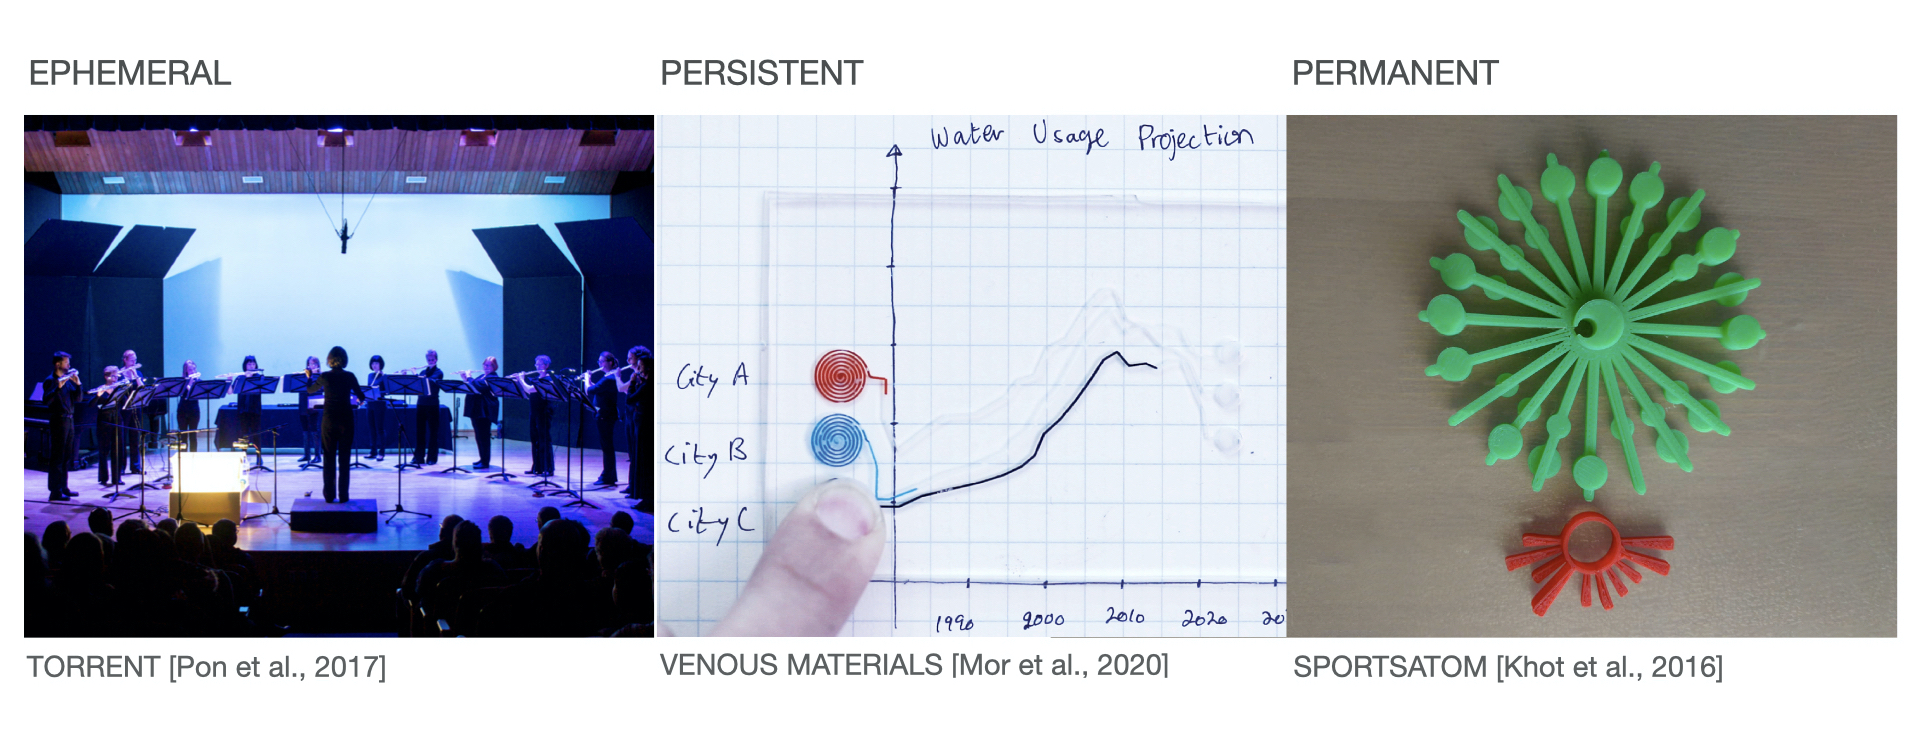 EPHEMERAL
PERSISTENT
PERMANENT
Water Usage Projection
City A
City B
City C
1990 2000 2010 2020 20
TORRENT [Pon et al., 2017]
VENOUS MATERIALS [Mor et al., 2020]
SPORTSATOM [Khot et al., 2016]